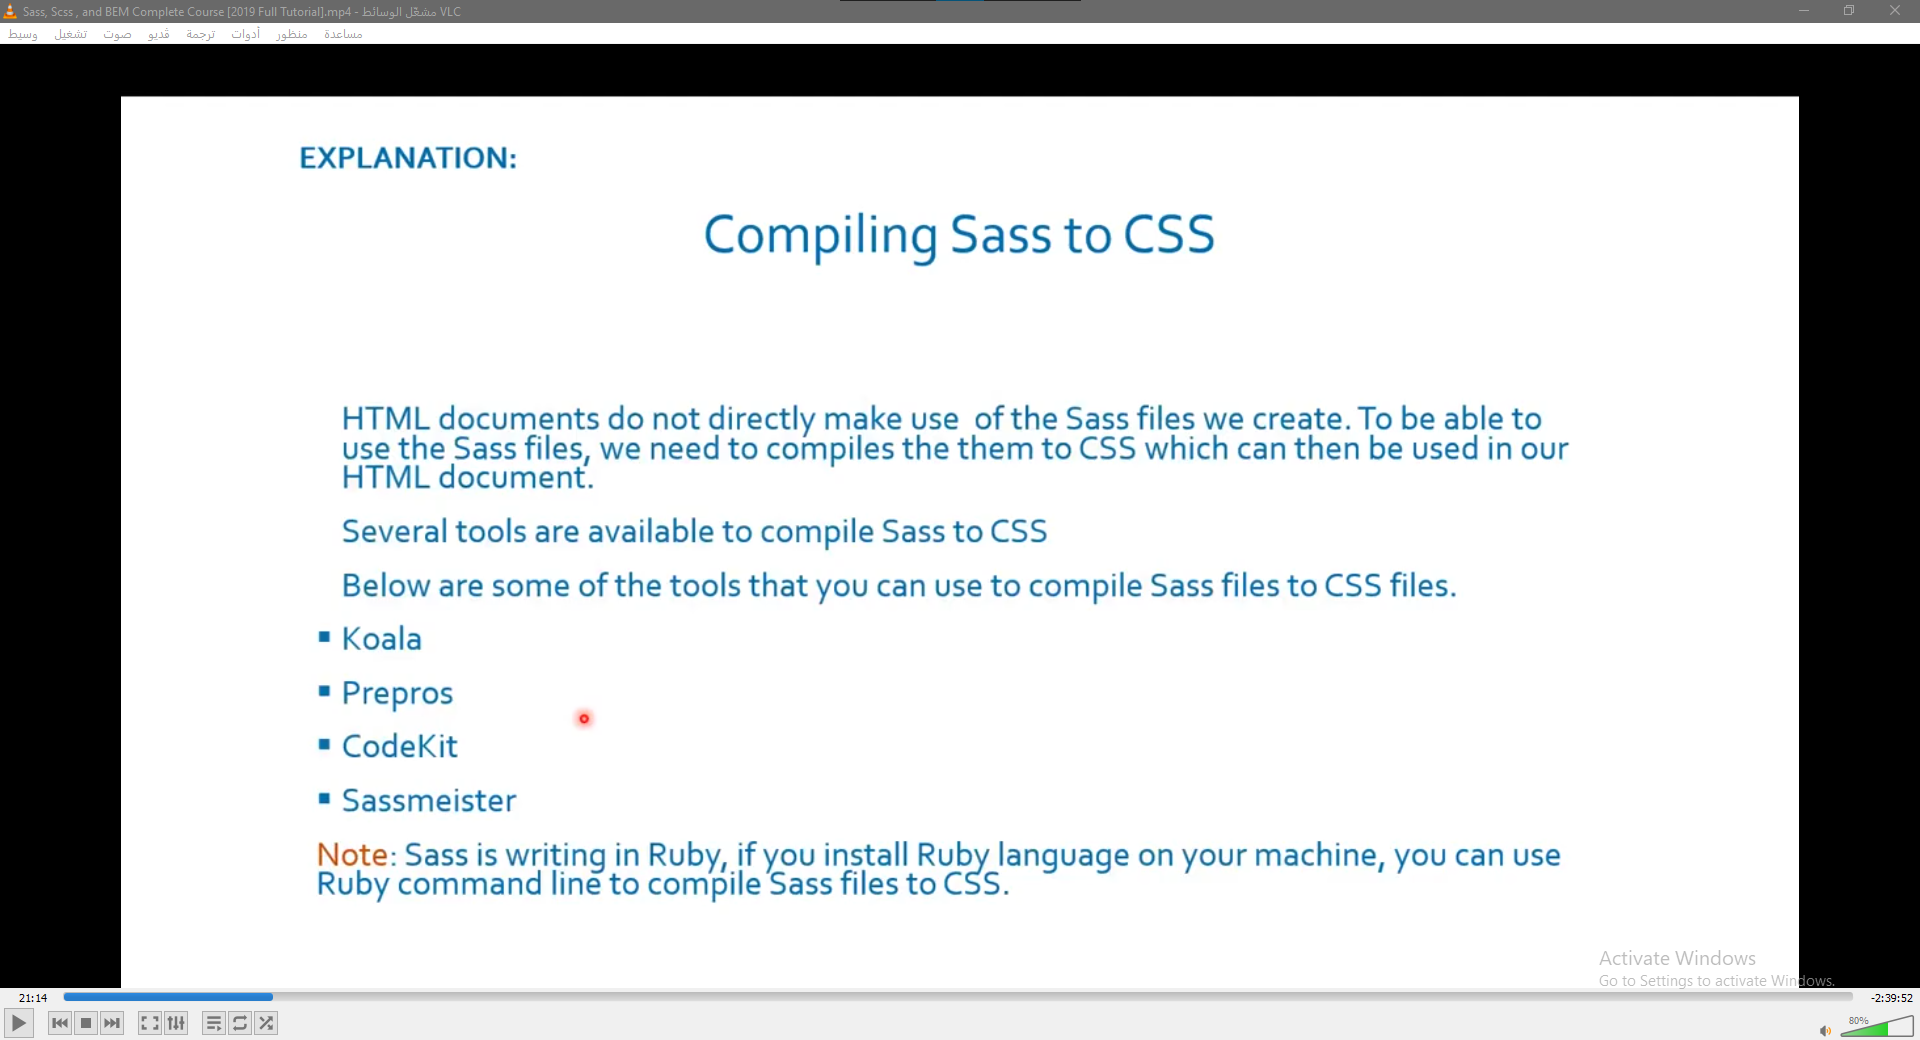 Sass, Scss , and BEM Complete Course [2019 Full Tutorial].mp4 - مشغّل الوسائط VLC
وسيط تشغيل صوت ڤديو ترجمة أدوات منظور مساعدة
EXPLANATION:
Compiling Sass to CSS
HTML documents do not directly make use of the Sass files we create. To be able to
use the Sass files, we need to compiles the them to CSS which can then be used in our
HTML document.
Several tools are available to compile Sass to CSS
Below are some of the tools that you can use to compile Sass files to CSS files.
▪ Koala
▪ Prepros
▪ CodeKit
▪ Sassmeister
Note: Sass is writing in Ruby, if you install Ruby language on your machine, you can use
Ruby command line to compile Sass files to CSS.
Activate Windows
Go to Settings to activate Windows.
21:14
-2:39:52
80%